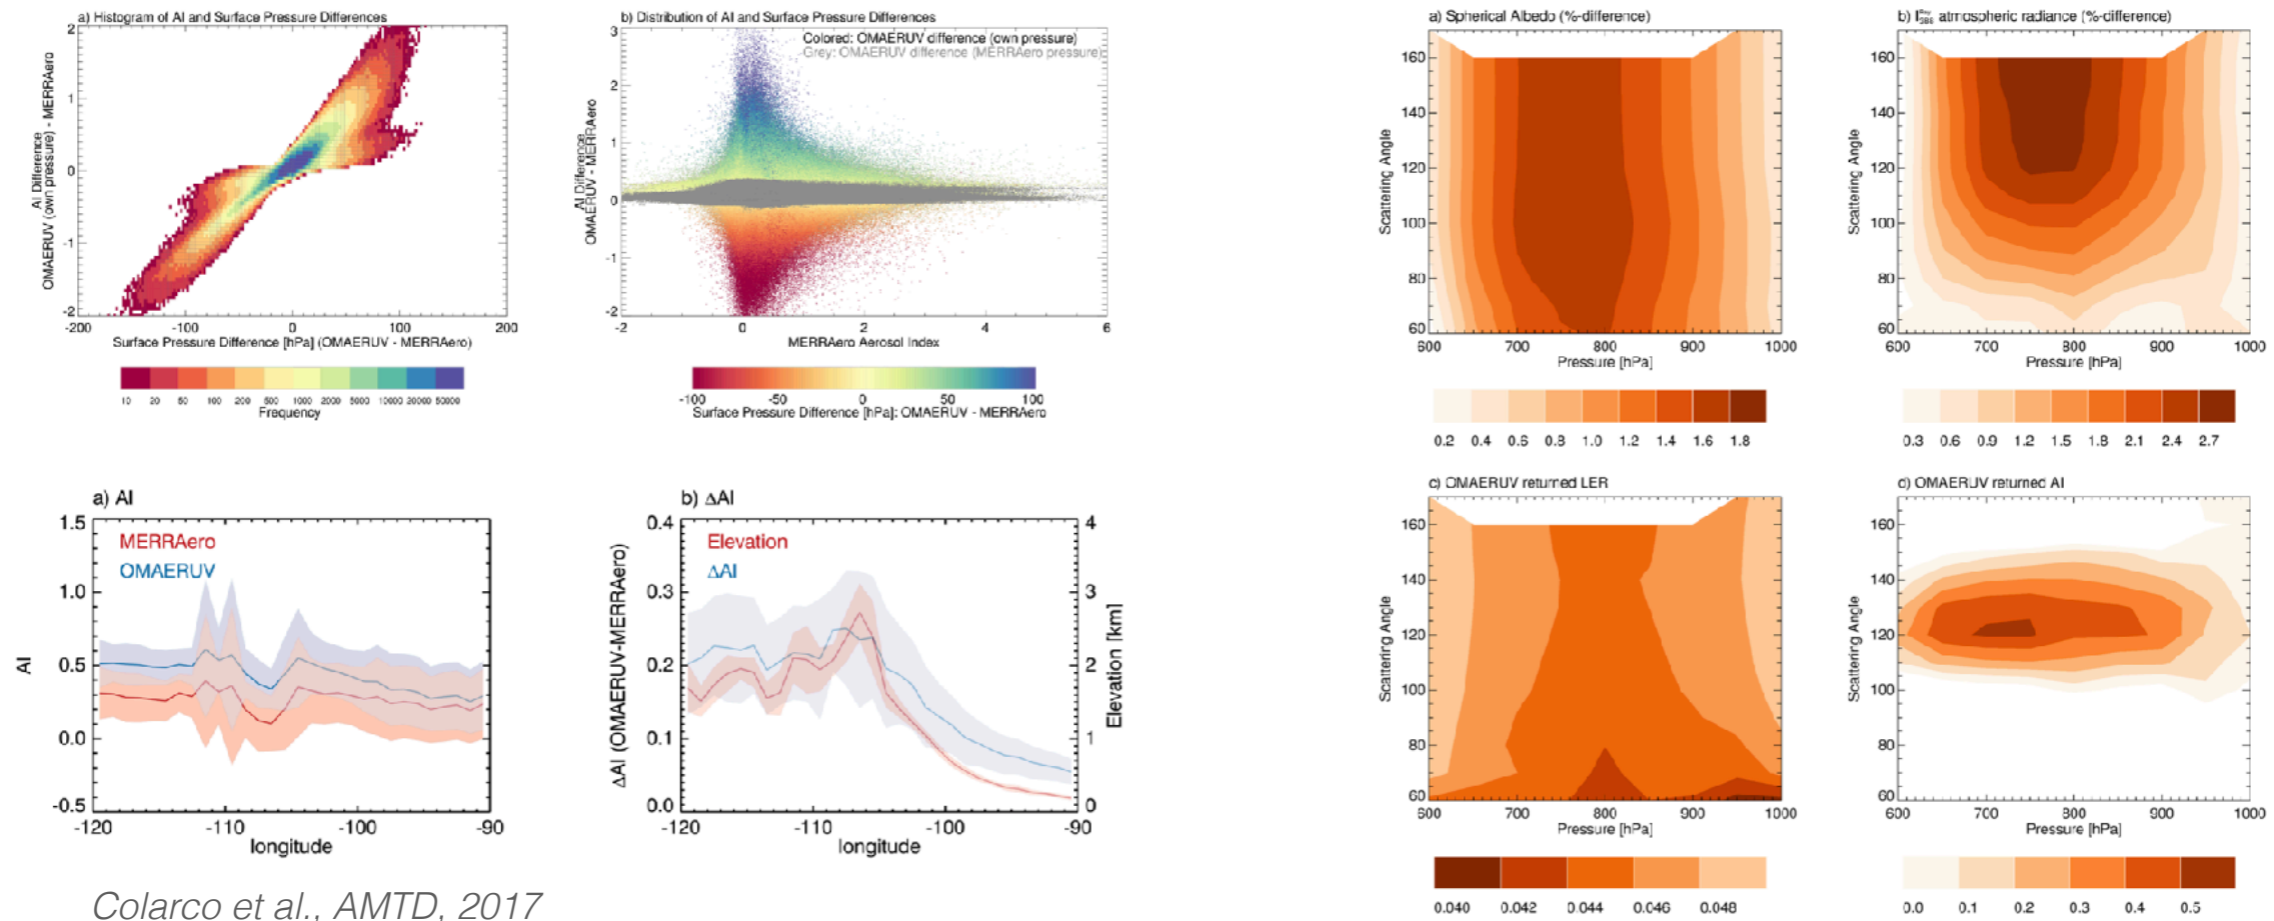 a) Histogram of AI and Surface Pressure Differences
AI Difference
OMAERUV (own pressure) - MERRAero
2
1
0
-1
-2
-200 -100 0 100 200
Surface Pressure Difference [hPa] (OMAERUV - MERRAero)
10 20 50 100 200 500 1000 2000 5000 10000 20000 50000
Frequency
b) Distribution of AI and Surface Pressure Differences
Colored: OMAERUV difference (own pressure)
Grey: OMAERUV difference (MERRAero pressure)
AI Difference
OMAERUV - MERRAero
3
2
1
0
-1
-2
-2 0 2 4 6
MERRAero Aerosol Index
-100 -50 0 50 100
Surface Pressure Difference [hPa]: OMAERUV - MERRAero
a) Spherical Albedo (%-difference)
Scattering Angle
160
140
120
100
80
60
600 700 800 900 1000
Pressure [hPa]
0.2 0.4 0.6 0.8 1.0 1.2 1.4 1.6 1.8
b) atmospheric radiance (%-difference)
Scattering Angle
160
140
120
100
80
60
600 700 800 900 1000
Pressure [hPa]
0.3 0.6 0.9 1.2 1.5 1.8 2.1 2.4 2.7
a) AI
MERRAero
OMAERUV
AI
1.5
1.0
0.5
0.0
-0.5
-120 -110 -100 -90
longitude
b) ΔAI
Elevation
ΔAI
ΔAI (OMAERUV-MERRAero)
0.4
0.3
0.2
0.1
0.0
4
3
2
1
0
Elevation [km]
-120 -110 -100 -90
longitude
c) OMAERUV returned LER
Scattering Angle
160
140
120
100
80
60
600 700 800 900 1000
Pressure [hPa]
0.040 0.042 0.044 0.046 0.048
d) OMAERUV returned AI
Scattering Angle
160
140
120
100
80
60
600 700 800 900 1000
Pressure [hPa]
0.0 0.1 0.2 0.3 0.4 0.5
Colarco et al., AMTD, 2017